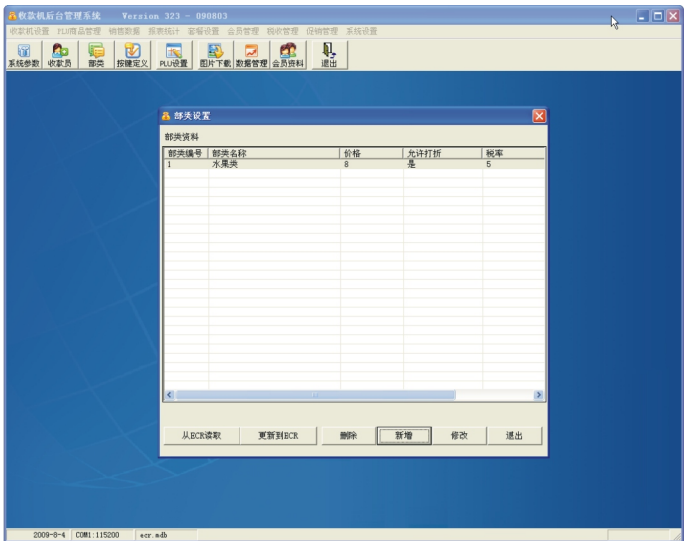 收款机后台管理系统 Version 323 - 090803
收款机设置 PLU商品管理 销售数据 报表统计 套餐设置 会员管理 税收管理 促销管理 系统设置
系统参数 收款员 部类 按键定义 PLU设置 图片下载 数据管理 会员资料 退出
部类设置
部类资料
部类编号 部类名称 价格 允许打折 税率
1 水果类 8 是 5
从ECR读取 更新到ECR 删除 新增 修改 退出
2009-8-4 COM1:115200 ecr.mdb